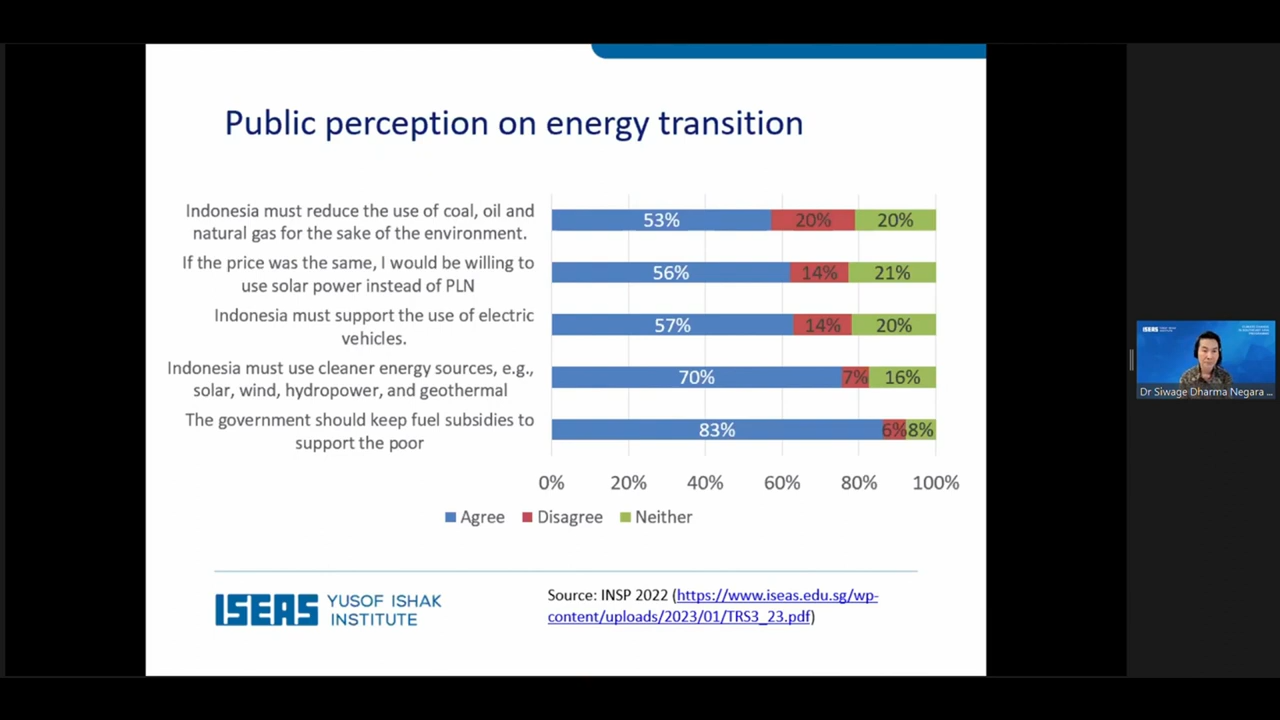 Public perception on energy transition
Indonesia must reduce the use of coal, oil and
natural gas for the sake of the environment.
53% 20% 20%
If the price was the same, I would be willing to
use solar power instead of PLN
56% 14% 21%
Indonesia must support the use of electric
vehicles.
57% 14% 20%
Indonesia must use cleaner energy sources, e.g.,
solar, wind, hydropower, and geothermal
70% 7% 16%
The government should keep fuel subsidies to
support the poor
83% 6% 8%
0% 20% 40% 60% 80% 100%
Agree Disagree Neither
ISEAS YUSOF ISHAK
INSTITUTE
Source: INSP 2022 (https://www.iseas.edu.sg/wp-
content/uploads/2023/01/TRS3_23.pdf)
ISEAS
Dr Siwage Dharma Negara ...